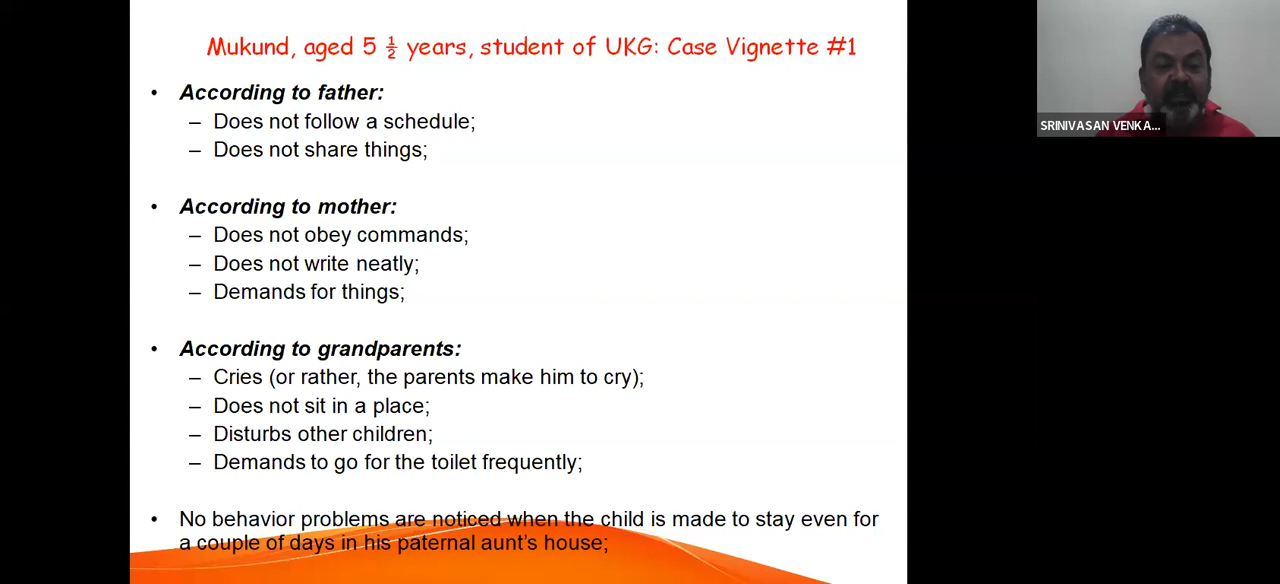 Mukund, aged 5 ½ years, student of UKG: Case Vignette #1
• According to father:
– Does not follow a schedule;
– Does not share things;
• According to mother:
– Does not obey commands;
– Does not write neatly;
– Demands for things;
• According to grandparents:
– Cries (or rather, the parents make him to cry);
– Does not sit in a place;
– Disturbs other children;
– Demands to go for the toilet frequently;
• No behavior problems are noticed when the child is made to stay even for
a couple of days in his paternal aunt's house;
SRINIVASAN VENKA...